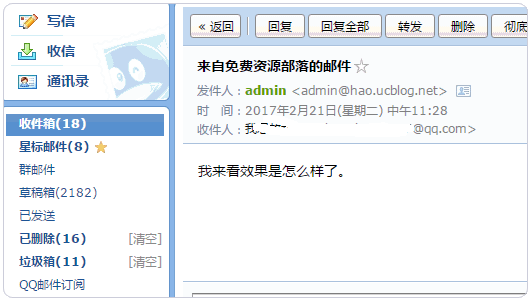 写信
收信
通讯录
收件箱(18)
星标邮件(8)
群邮件
草稿箱(2182)
已发送
已删除(16) [清空]
垃圾箱(11) [清空]
QQ邮件订阅
« 返回 回复 回复全部 转发 删除 彻底
来自免费资源部落的邮件
发件人：admin <admin@hao.ucblog.net>
时 间：2017年2月21日(星期二) 中午11:28
收件人： @qq.com>
我来看效果是怎么样了。